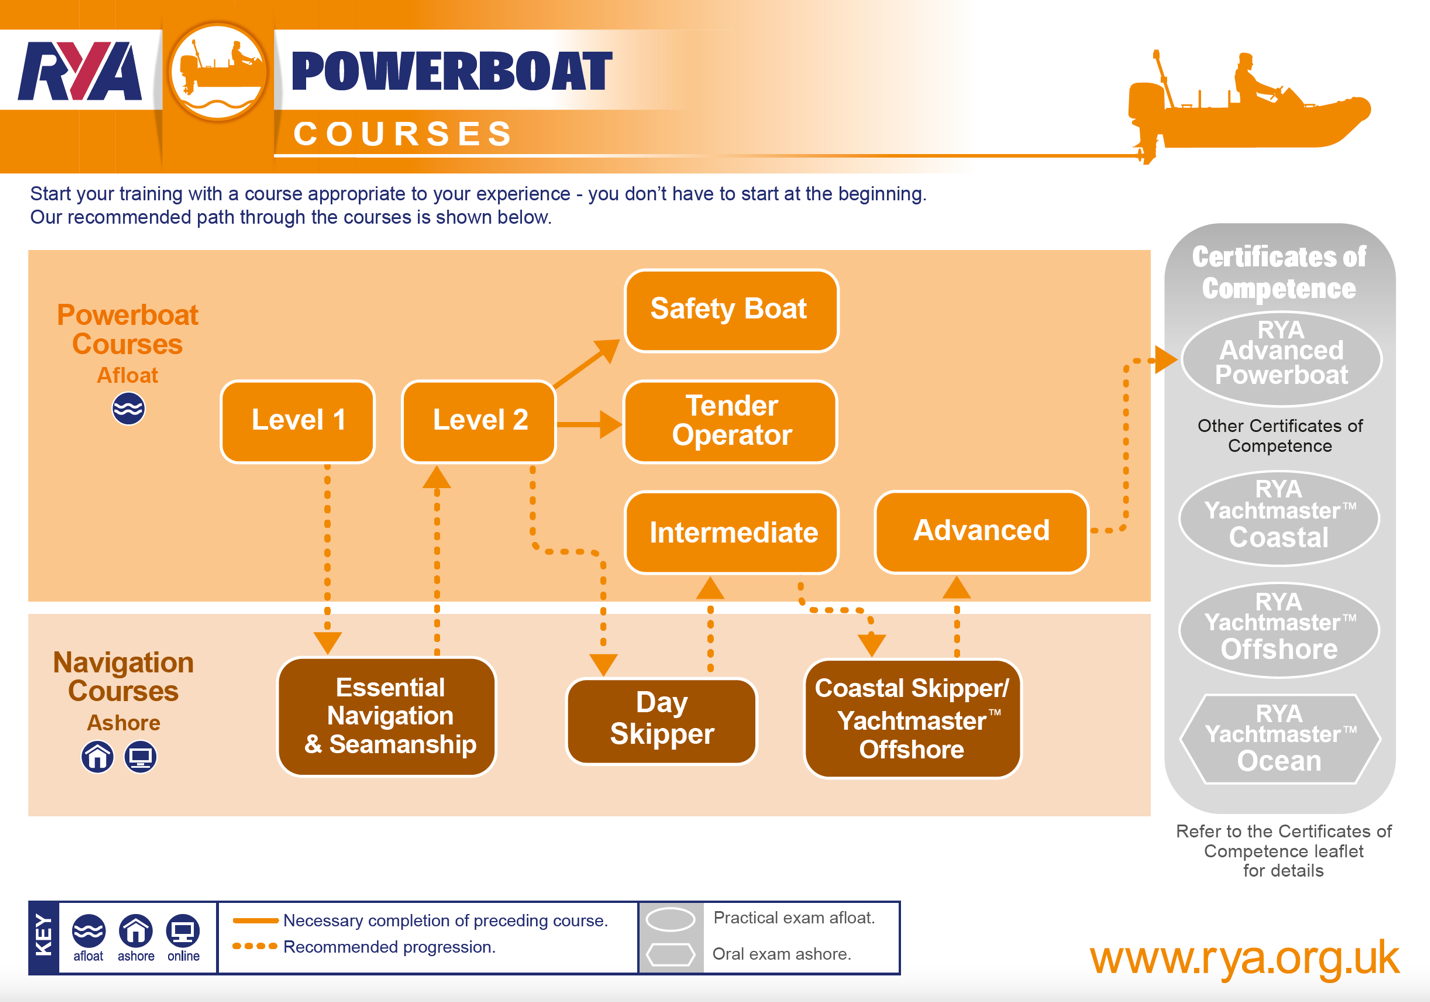 RYA
POWERBOAT
COURSES
Start your training with a course appropriate to your experience - you don’t have to start at the beginning.
Our recommended path through the courses is shown below.
Powerboat
Courses
Afloat
Level 1
Level 2
Safety Boat
Tender
Operator
Intermediate
Advanced
Navigation
Courses
Ashore
Essential
Navigation
& Seamanship
Day
Skipper
Coastal Skipper/
Yachtmaster™
Offshore
Certificates of
Competence
RYA
Advanced
Powerboat
Other Certificates of
Competence
RYA
Yachtmaster™
Coastal
RYA
Yachtmaster™
Offshore
RYA
Yachtmaster™
Ocean
Refer to the Certificates of
Competence leaflet
for details
KEY
afloat ashore online
Necessary completion of preceding course.
Recommended progression.
Practical exam afloat.
Oral exam ashore.
www.rya.org.uk